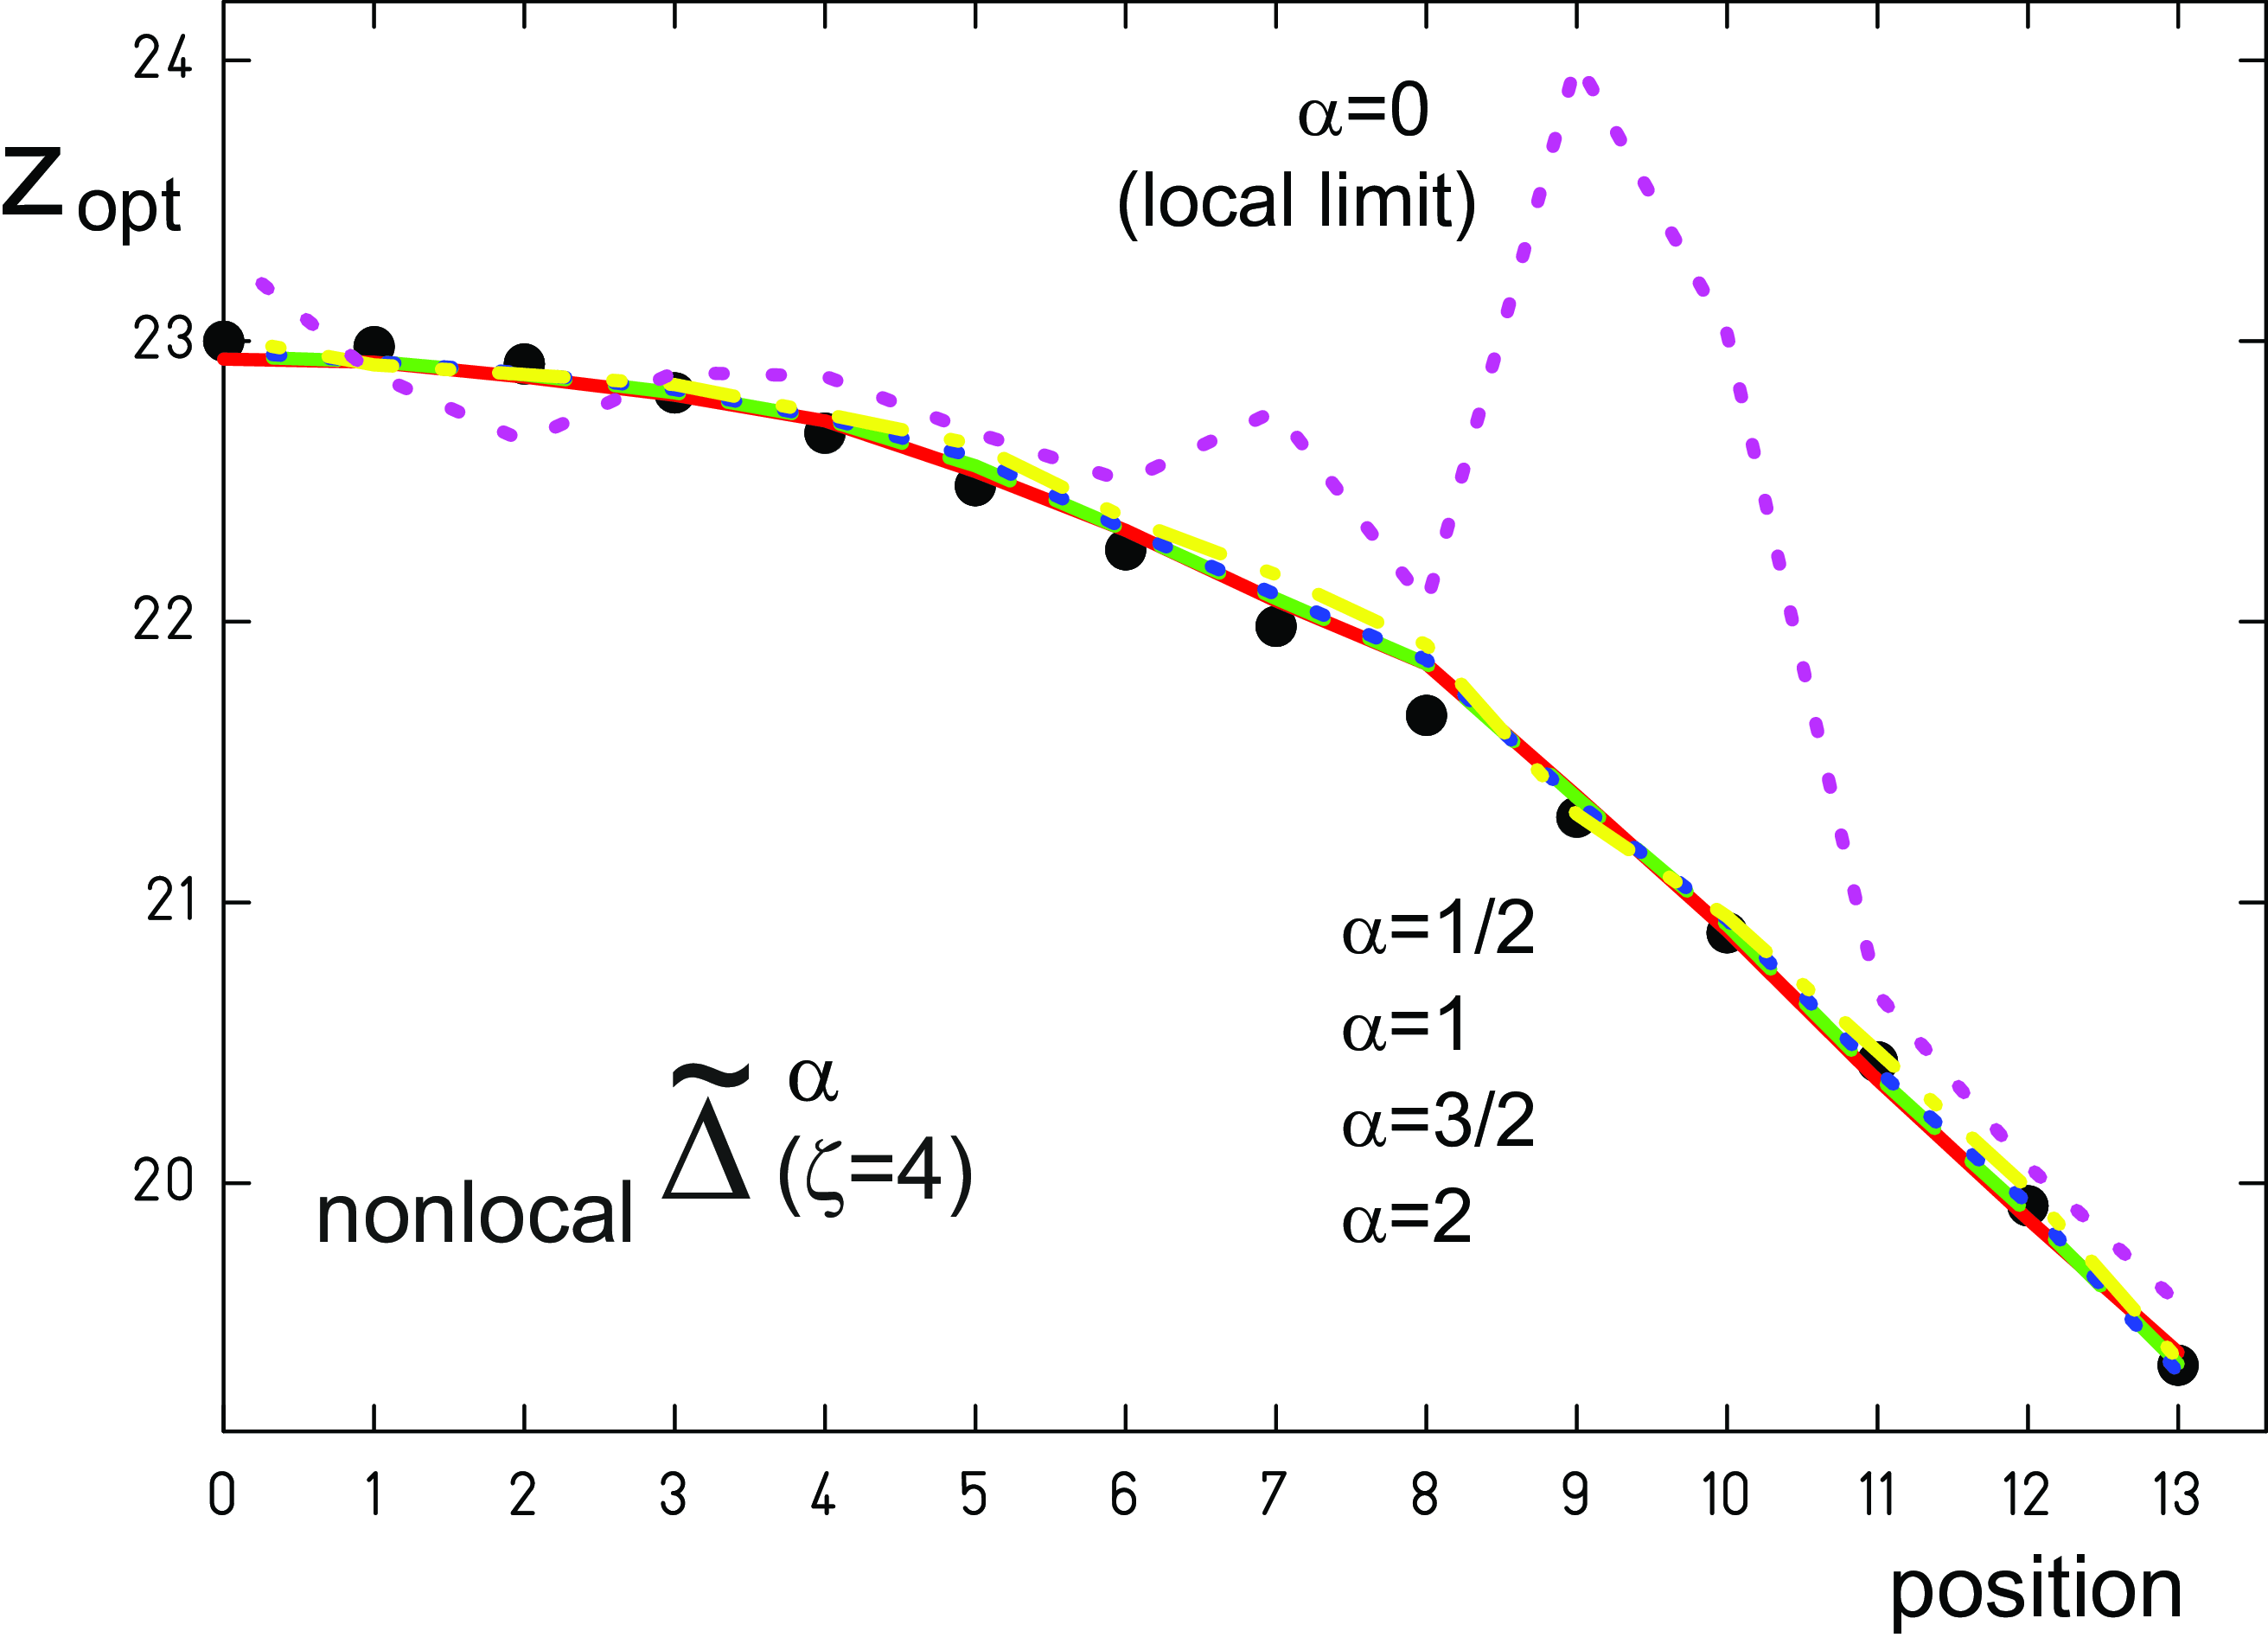 24
α=0
(local limit)
z opt
23
22
21
α=1/2
α=1
α=3/2
α=2
20
nonlocal Δ̃ α (ζ=4)
0 1 2 3 4 5 6 7 8 9 10 11 12 13
position